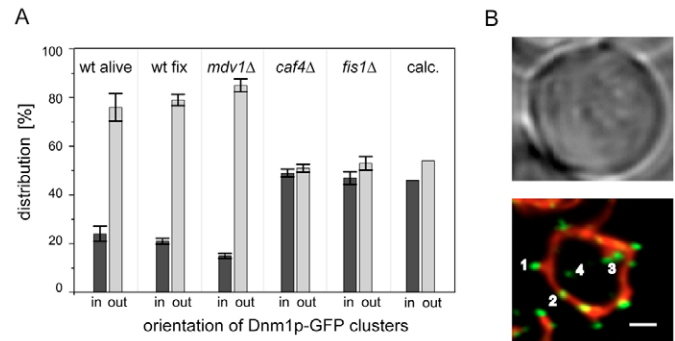 A
B
wt alive wt fix mdv1Δ caf4Δ fis1Δ calc.
100
80
60
40
20
0
distribution [%]
in out in out in out in out in out in out
orientation of Dnm1p-GFP clusters
1
2
3
4